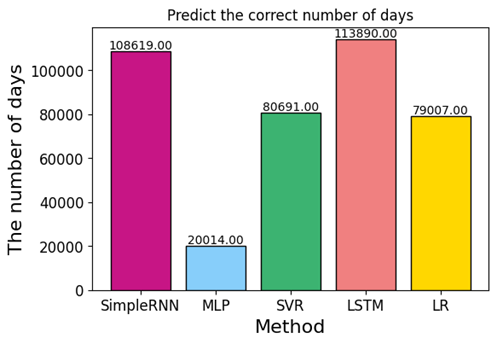 Predict the correct number of days
The number of days
100000
80000
60000
40000
20000
0
108619.00
20014.00
80691.00
113890.00
79007.00
SimpleRNN
MLP
SVR
LSTM
LR
Method